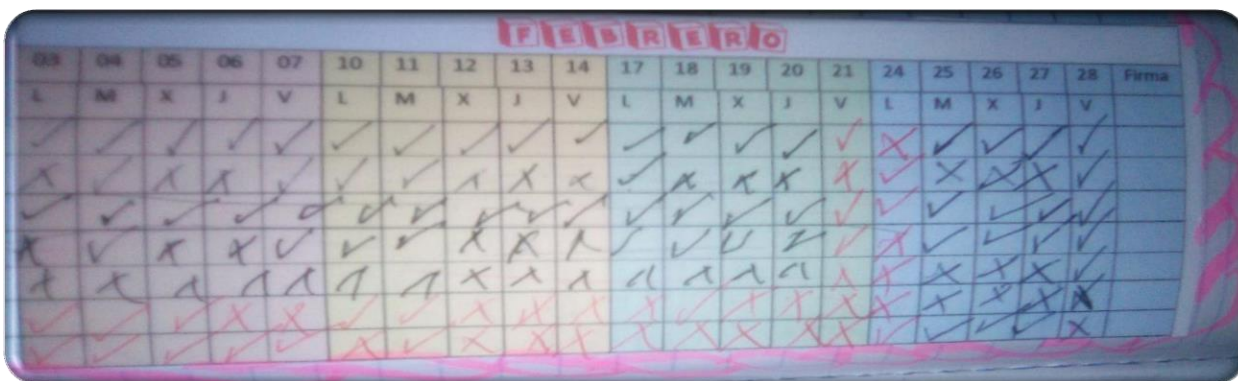 FEBRERO
03 04 05 06 07 10 11 12 13 14 17 18 19 20 21 24 25 26 27 28 Firma
L M X J V L M X J V L M X J V L M X J V